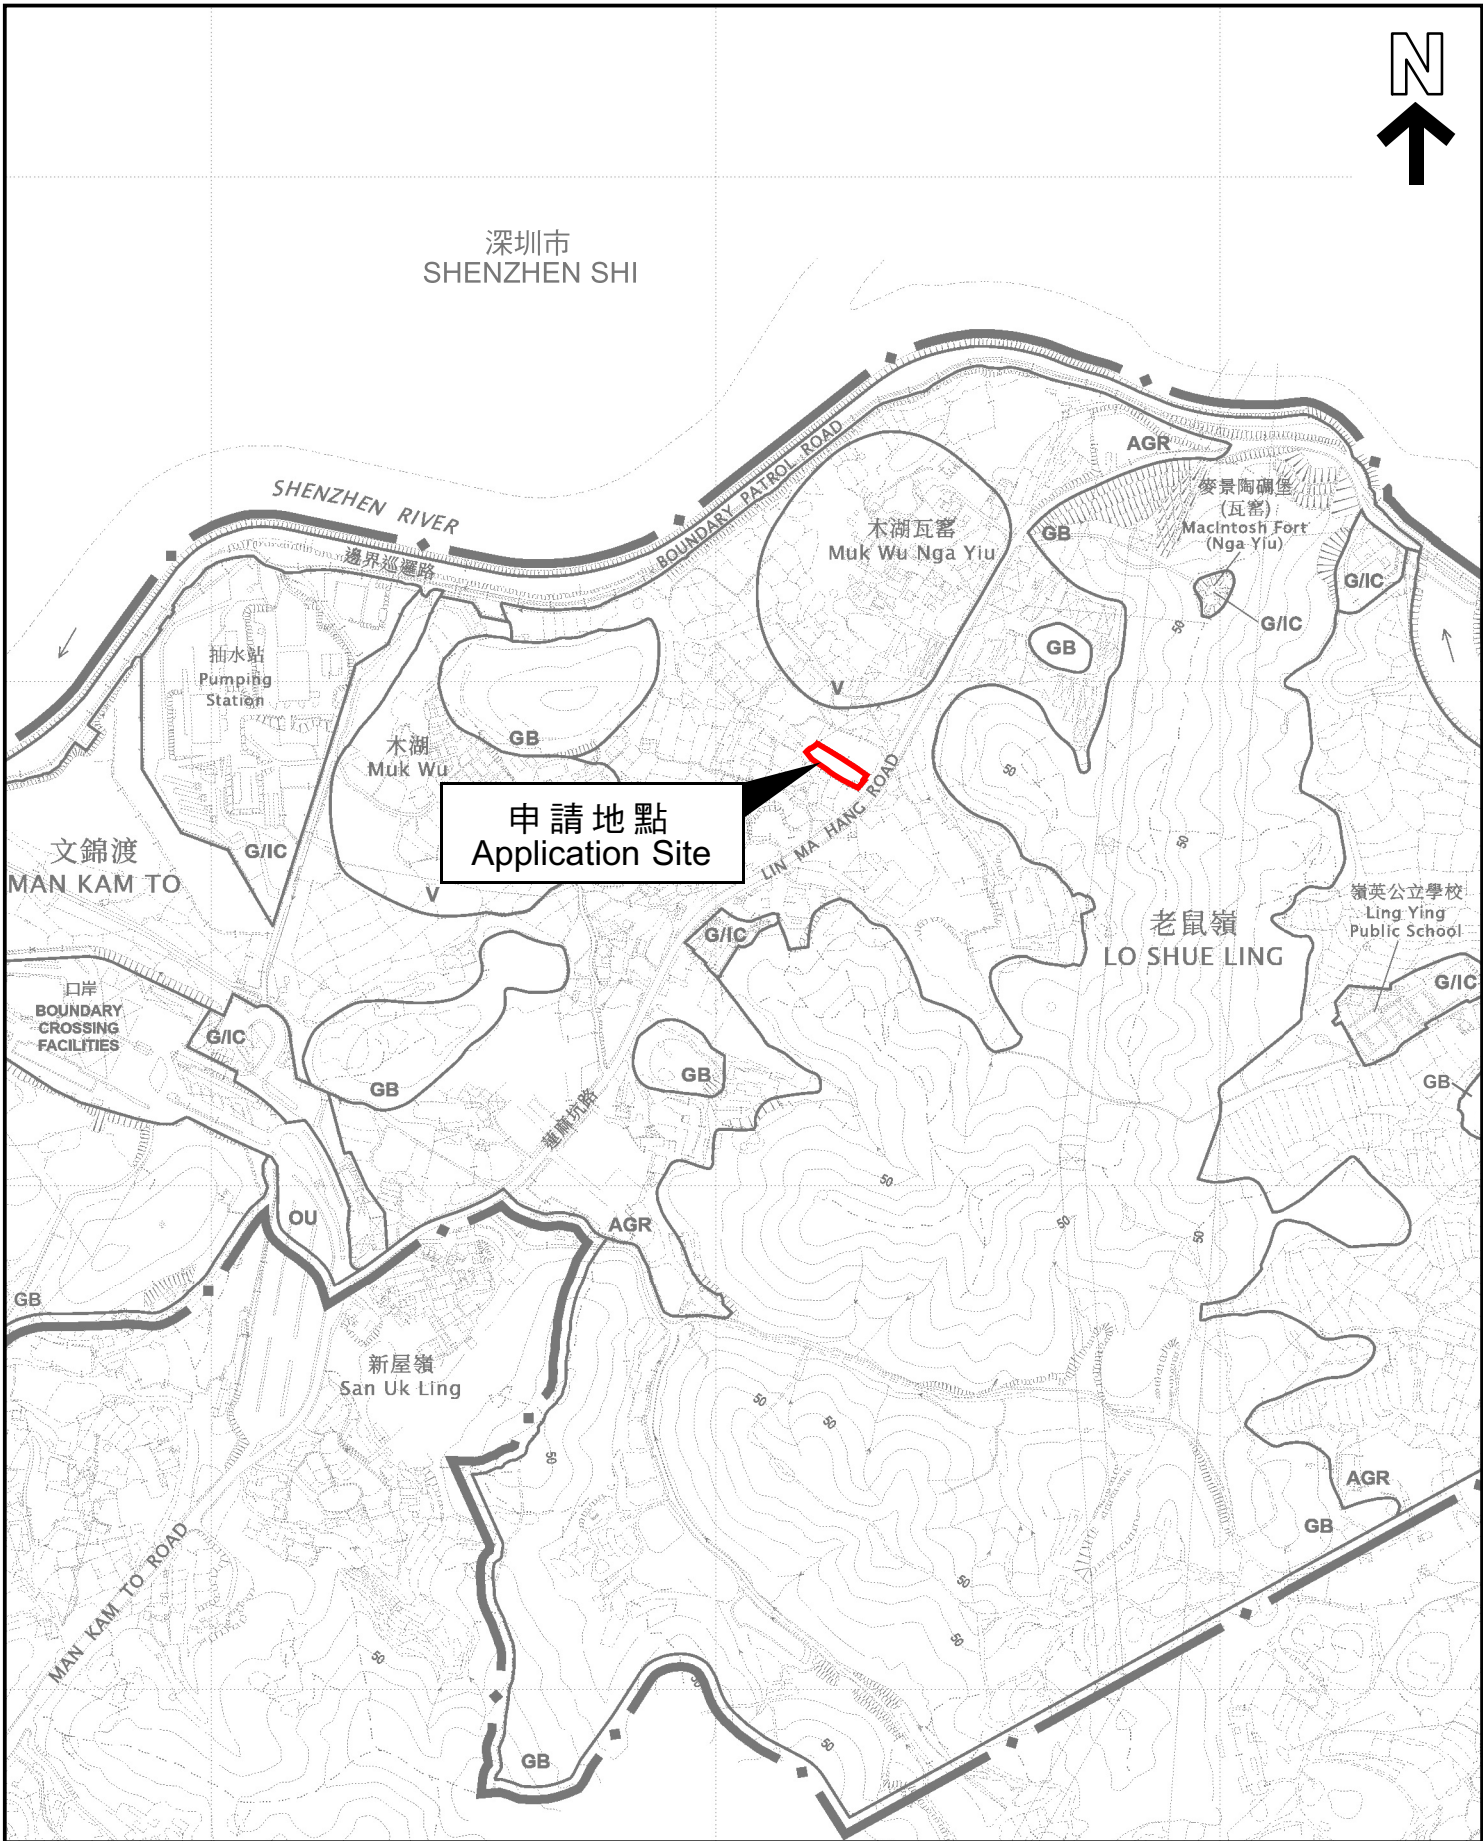 N
深圳市
SHENZHEN SHI
SHENZHEN RIVER
邊界巡邏路
BOUNDARY PATROL ROAD
AGR
麥景陶碉堡
(瓦窰)
MacIntosh Fort
(Nga Yiu)
木湖瓦窰
Muk Wu Nga Yiu
GB
G/IC
G/IC
50
GB
抽水站
Pumping
Station
V
GB
木湖
Muk Wu
50
申請地點
Application Site
LIN MA HANG ROAD
50
文錦渡
MAN KAM TO
G/IC
V
嶺英公立學校
Ling Ying
Public School
老鼠嶺
LO SHUE LING
G/IC
G/IC
口岸
BOUNDARY
CROSSING
FACILITIES
G/IC
GB
GB
GB
蓮麻坑路
50
OU
AGR
50
50
GB
新屋嶺
San Uk Ling
50
50
50
AGR
GB
MAN KAM TO ROAD
50
50
50
50
50
GB